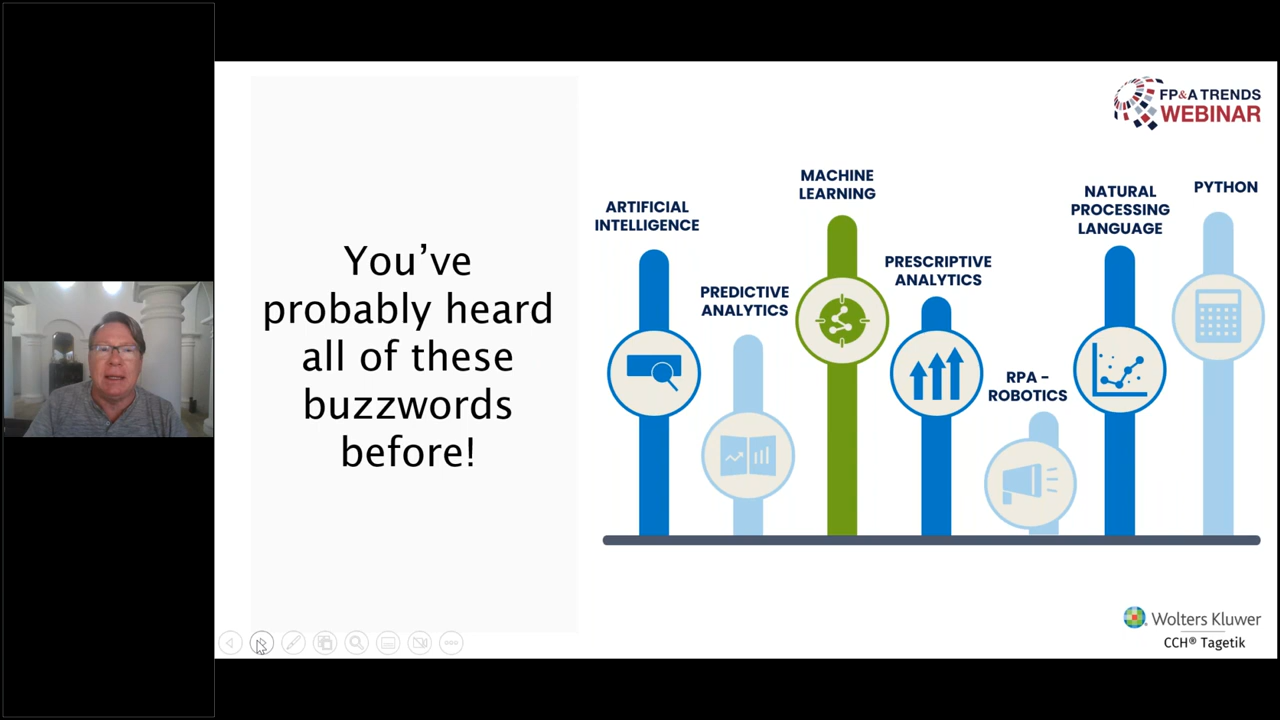 FP&A TRENDS
WEBINAR
You've
probably heard
all of these
buzzwords
before!
ARTIFICIAL
INTELLIGENCE
PREDICTIVE
ANALYTICS
MACHINE
LEARNING
PRESCRIPTIVE
ANALYTICS
RPA -
ROBOTICS
NATURAL
PROCESSING
LANGUAGE
PYTHON
Wolters Kluwer
CCH® Tagetik